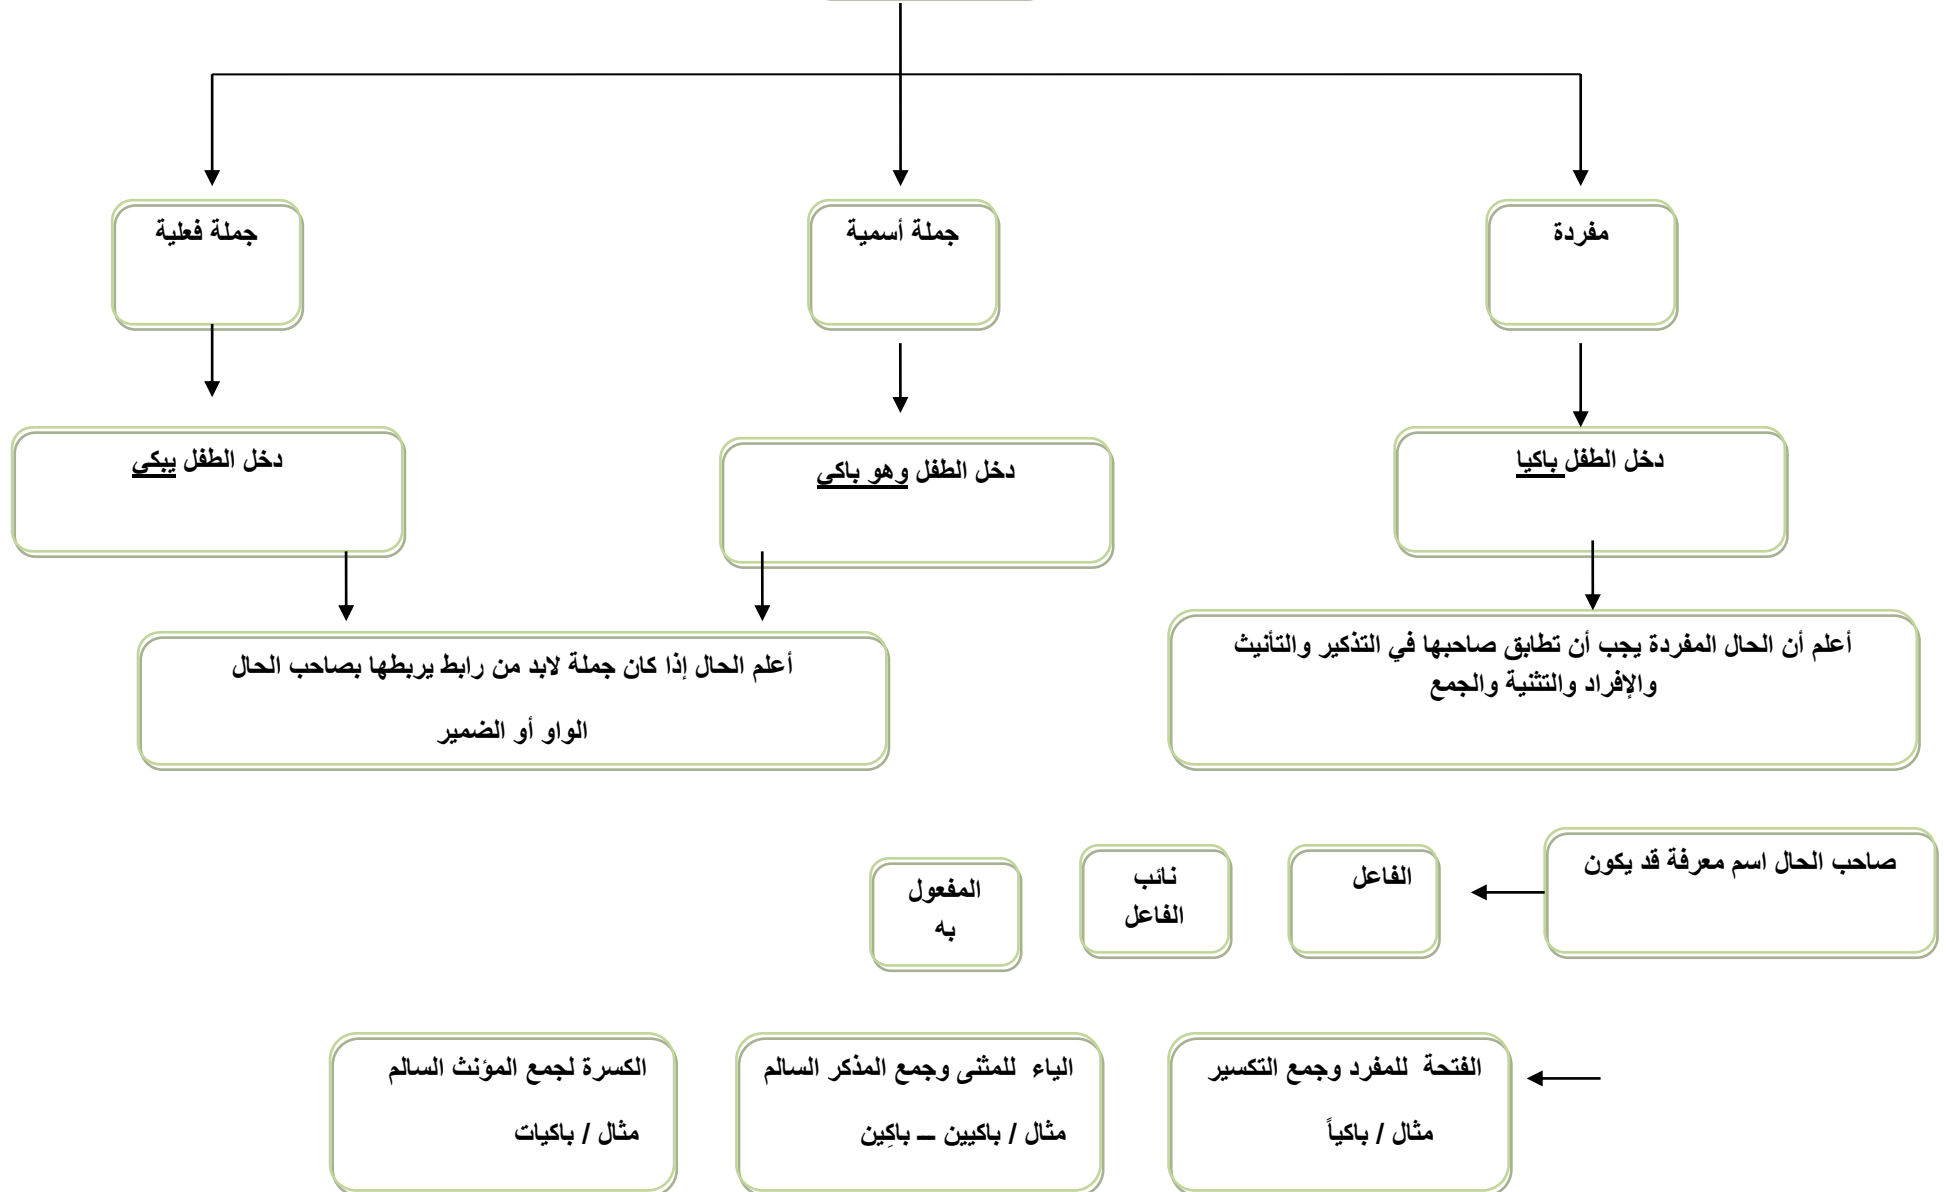 مفردة
جملة أسمية
جملة فعلية
دخل الطفل باكيا
دخل الطفل وهو باكي
دخل الطفل يبكي
أعلم أن الحال المفردة يجب أن تطابق صاحبها في التذكير والتأنيث
والإفراد والتثنية والجمع
أعلم الحال إذا كان جملة لابد من رابط يربطها بصاحب الحال
الواو أو الضمير
صاحب الحال اسم معرفة قد يكون
الفاعل
نائب
الفاعل
المفعول
به
الفتحة للمفرد وجمع التكسير
مثال / باكياً
الياء للمثنى وجمع المذكر السالم
مثال / باكيين – باكِين
الكسرة لجمع المؤنث السالم
مثال / باكيات